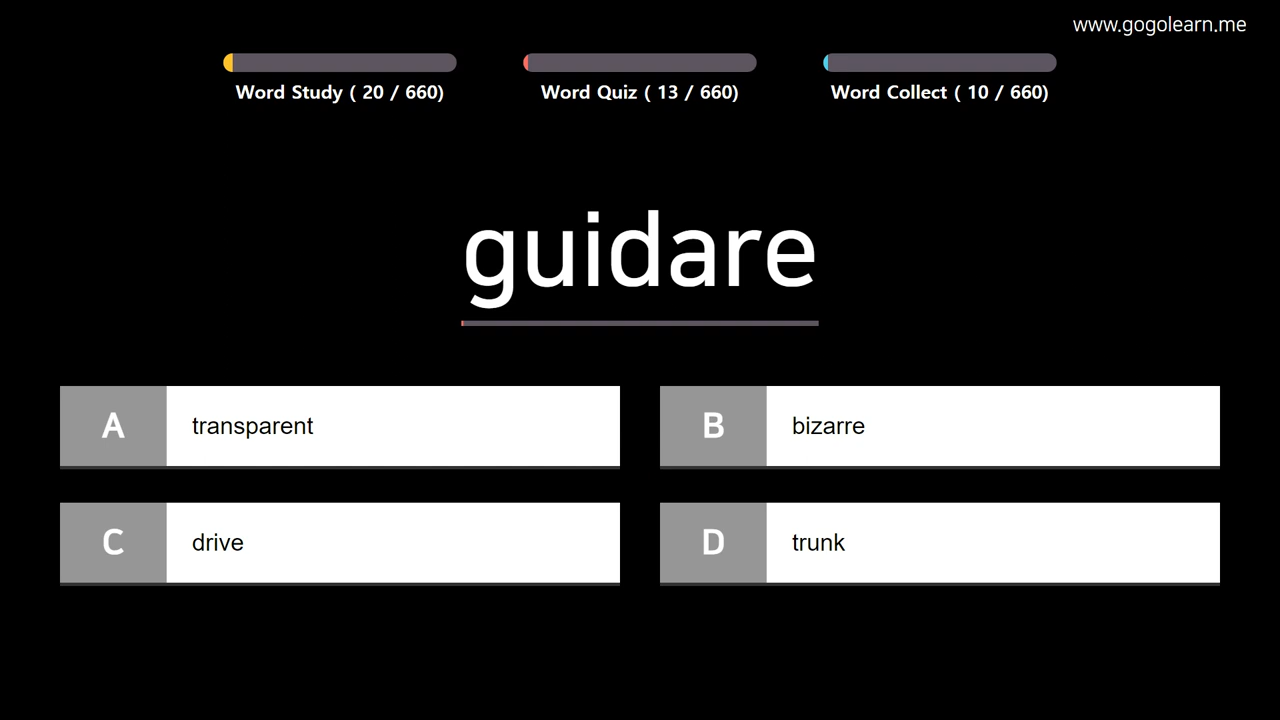 www.gogolearn.me
Word Study ( 20 / 660)
Word Quiz ( 13 / 660)
Word Collect ( 10 / 660)
guidare
A transparent
B bizarre
C drive
D trunk